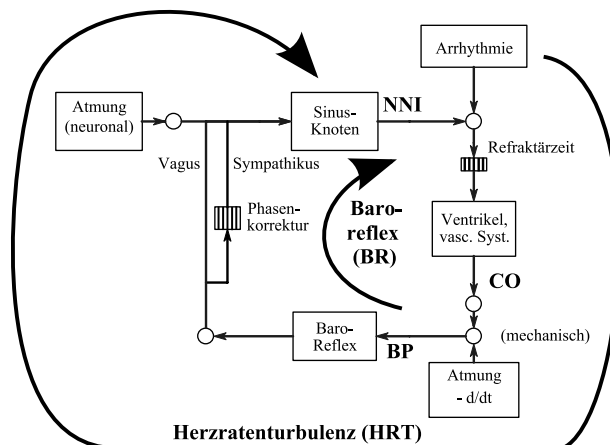 Arrhythmie
Atmung
(neuronal)
Sinus-
Knoten
NNI
Vagus
Sympathikus
Refraktärzeit
Phasen-
korrektur
Baro-
reflex
(BR)
Ventrikel,
vasc. Syst.
CO
Baro-
Reflex
BP
(mechanisch)
Atmung
- d/dt
Herzratenturbulenz (HRT)